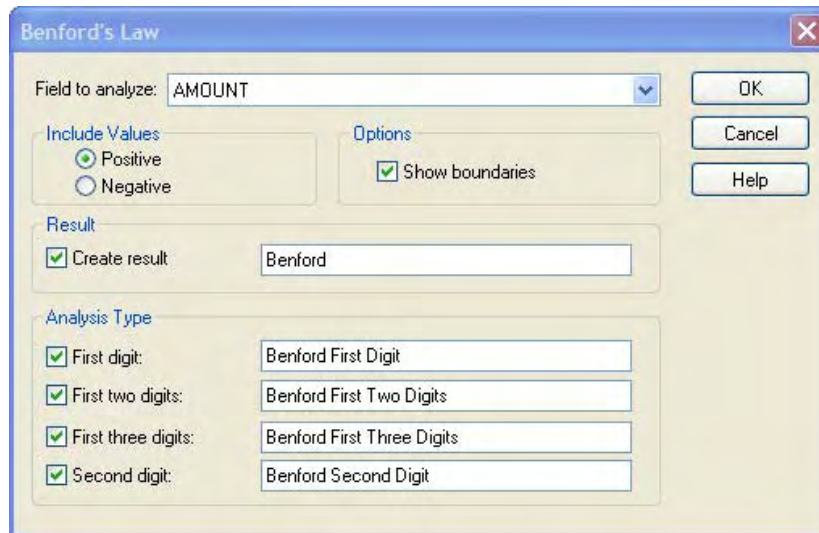 Benford's Law
Field to analyze: AMOUNT
OK
Include Values
Options
Cancel
Positive
Show boundaries
Negative
Help
Result
Create result Benford
Analysis Type
First digit: Benford First Digit
First two digits: Benford First Two Digits
First three digits: Benford First Three Digits
Second digit: Benford Second Digit